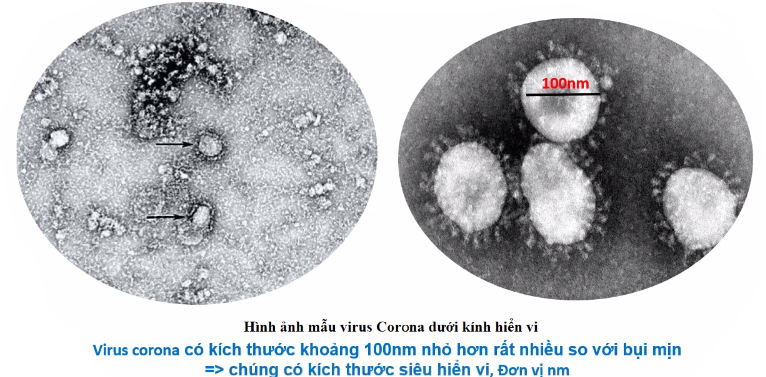 100nm
Hình ảnh mẫu virus Corona dưới kính hiển vi
Virus corona có kích thước khoảng 100nm nhỏ hơn rất nhiều so với bụi mịn
=> chúng có kích thước siêu hiển vi, Đơn vị nm